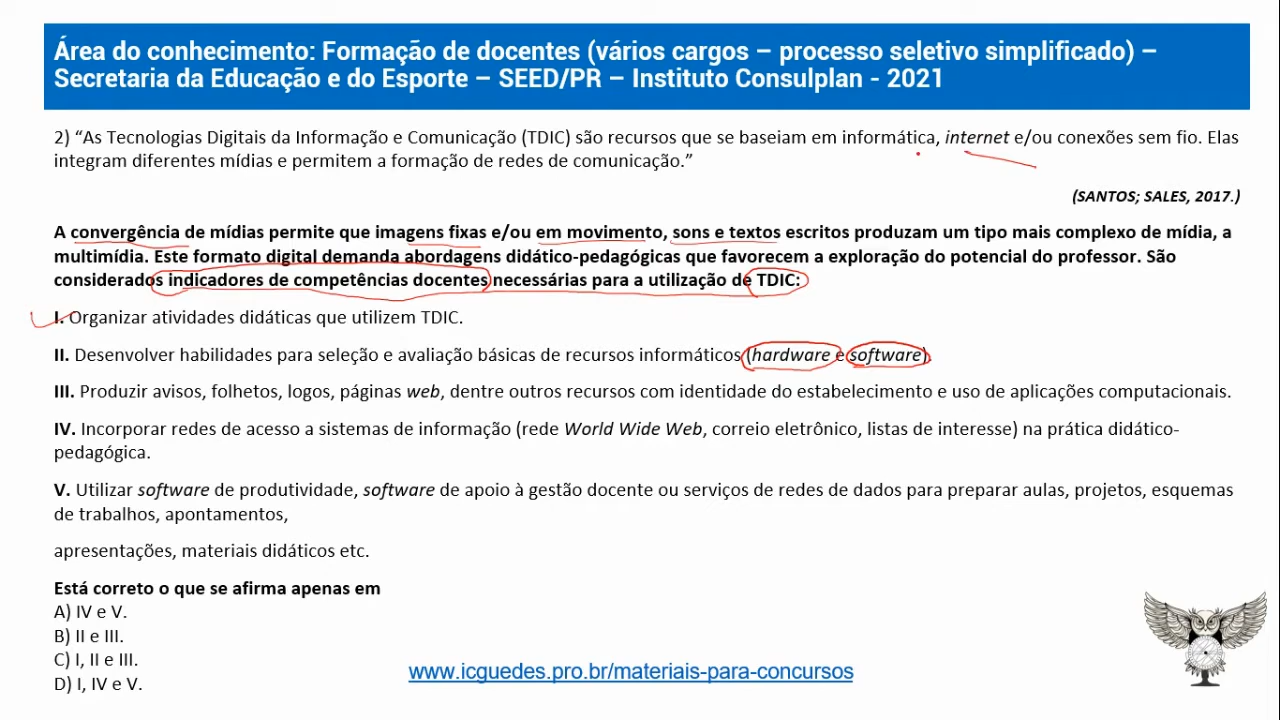 Área do conhecimento: Formação de docentes (vários cargos – processo seletivo simplificado) –
Secretaria da Educação e do Esporte – SEED/PR – Instituto Consulplan - 2021
2) “As Tecnologias Digitais da Informação e Comunicação (TDIC) são recursos que se baseiam em informática, internet e/ou conexões sem fio. Elas
integram diferentes mídias e permitem a formação de redes de comunicação.”
(SANTOS; SALES, 2017.)
A convergência de mídias permite que imagens fixas e/ou em movimento, sons e textos escritos produzam um tipo mais complexo de mídia, a
multimídia. Este formato digital demanda abordagens didático-pedagógicas que favorecem a exploração do potencial do professor. São
considerados indicadores de competências docentes necessárias para a utilização de TDIC:
I. Organizar atividades didáticas que utilizem TDIC.
II. Desenvolver habilidades para seleção e avaliação básicas de recursos informáticos (hardware e software).
III. Produzir avisos, folhetos, logos, páginas web, dentre outros recursos com identidade do estabelecimento e uso de aplicações computacionais.
IV. Incorporar redes de acesso a sistemas de informação (rede World Wide Web, correio eletrônico, listas de interesse) na prática didático-
pedagógica.
V. Utilizar software de produtividade, software de apoio à gestão docente ou serviços de redes de dados para preparar aulas, projetos, esquemas
de trabalhos, apontamentos,
apresentações, materiais didáticos etc.
Está correto o que se afirma apenas em
A) IV e V.
B) II e III.
C) I, II e III.
D) I, IV e V.
www.icguedes.pro.br/materiais-para-concursos